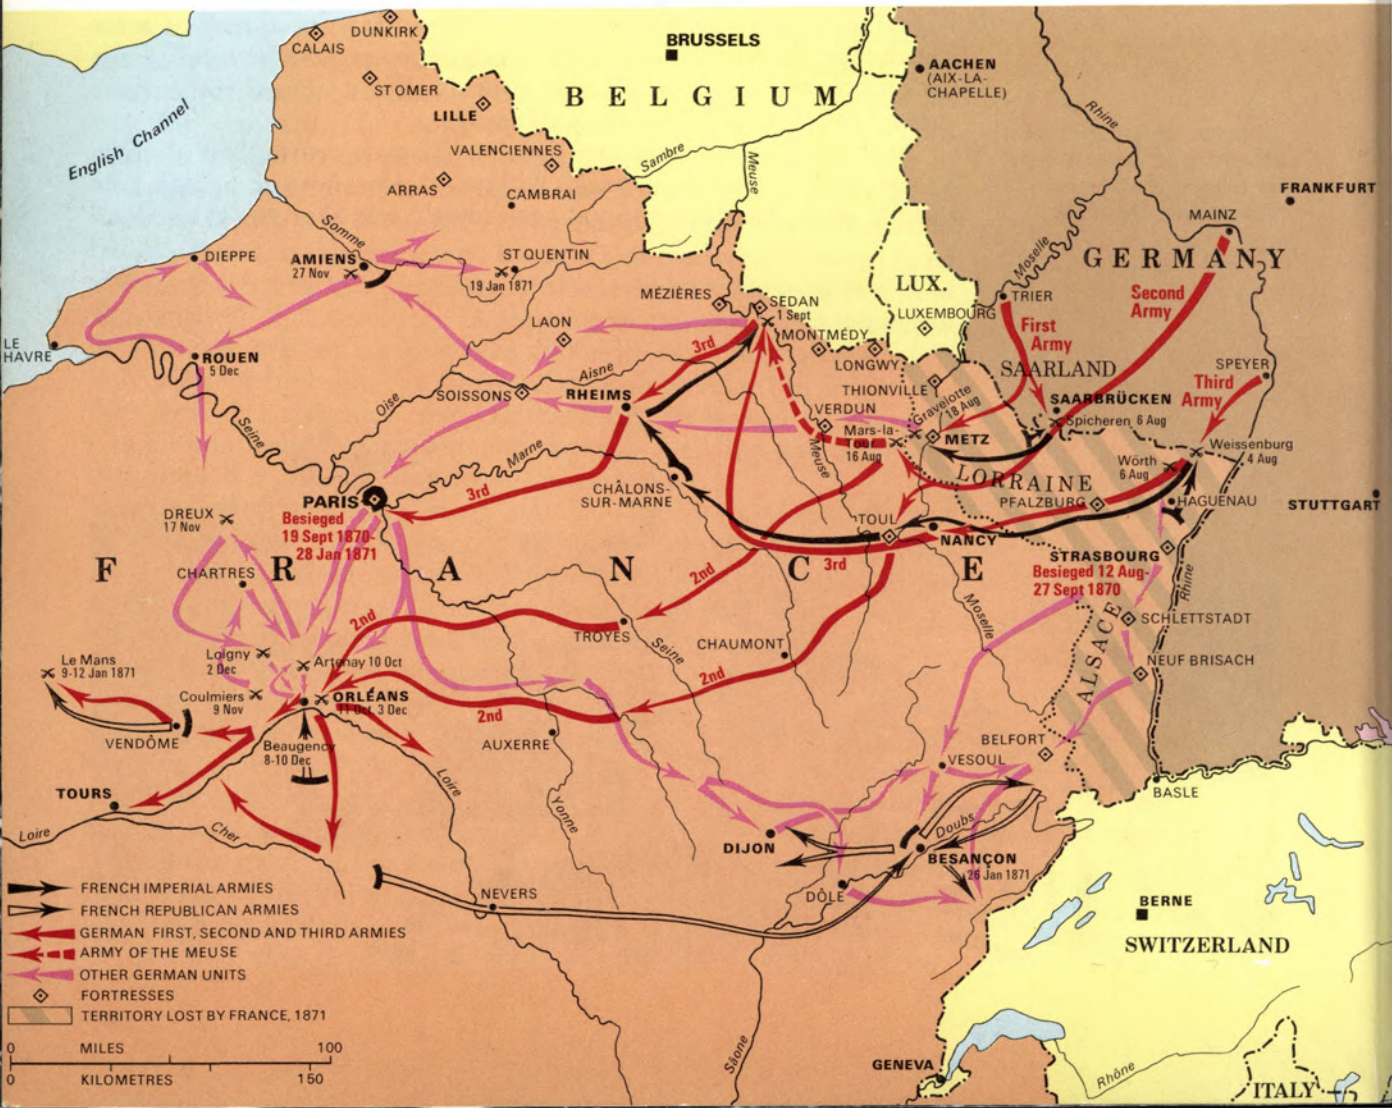 DUNKIRK
CALAIS
ST OMER
LILLE
VALENCIENNES
ARRAS
CAMBRAI
English Channel
BRUSSELS
BELGIUM
Sambre
Meuse
AACHEN
(AIX-LA-
CHAPELLE)
Rhine
FRANKFURT
MAINZ
GERMANY
Moselle
TRIER
First
Army
Second
Army
Third
Army
SPEYER
SAARLAND
LUX.
LUXEMBOURG
Somme
DIEPPE
AMIENS
27 Nov
ST QUENTIN
19 Jan 1871
MÉZIÈRES
SEDAN
1 Sept
MONTMÉDY
LONGWY
THIONVILLE
LAON
3rd
Aisne
LE
HAVRE
ROUEN
5 Dec
SOISSONS
RHEIMS
Oise
Seine
Marne
VERDUN
Mars-la-
Tour
16 Aug
Gravelotte
18 Aug
METZ
SAARBRÜCKEN
Spicheren 6 Aug
Weissenburg
4 Aug
Wörth
6 Aug
LORRAINE
PFALZBURG
HAGUENAU
STUTTGART
Meuse
CHÂLONS-
SUR-MARNE
3rd
PARIS
Besieged
19 Sept 1870-
28 Jan 1871
DREUX
17 Nov
TOUL
NANCY
3rd
STRASBOURG
Besieged 12 Aug-
27 Sept 1870
Rhine
FRANCE
CHARTRES
2nd
2nd
TROYES
Seine
CHAUMONT
Moselle
ALSACE
SCHLETTSTADT
NEUF BRISACH
Loigny
2 Dec
Artenay 10 Oct
Le Mans
9-12 Jan 1871
Coulmiers
9 Nov
ORLÉANS
11 Oct, 3 Dec
2nd
2nd
VENDÔME
Beaugency
8-10 Dec
AUXERRE
BELFORT
VESOUL
BASLE
TOURS
Loire
Cher
Loire
Yonne
DIJON
Doubs
BESANÇON
26 Jan 1871
DÔLE
NEVERS
BERNE
SWITZERLAND
Saône
GENEVA
Rhône
ITALY
FRENCH IMPERIAL ARMIES
FRENCH REPUBLICAN ARMIES
GERMAN FIRST, SECOND AND THIRD ARMIES
ARMY OF THE MEUSE
OTHER GERMAN UNITS
FORTRESSES
TERRITORY LOST BY FRANCE, 1871
0 MILES 100
0 KILOMETRES 150